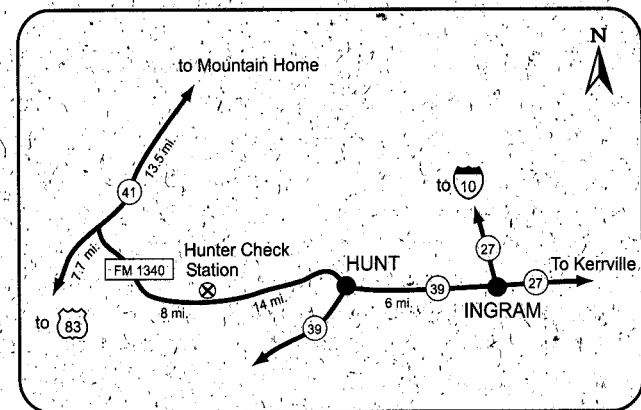 N
to Mountain Home
13.5 mi.
41
to 10
7.7 mi.
27
FM 1340
Hunter Check
Station
HUNT
To Kerrville
14 mi.
39
27
8 mi.
6 mi.
INGRAM
to 83
39